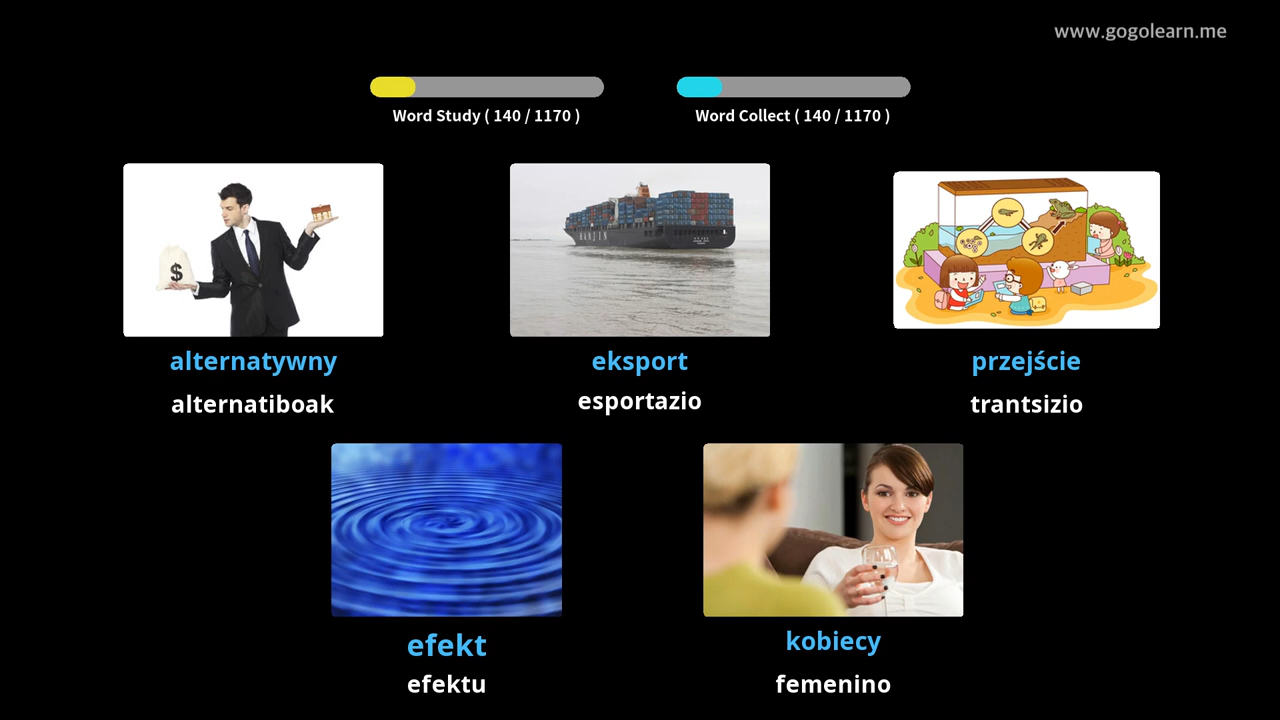 www.gogolearn.me
Word Study ( 140 / 1170 )
Word Collect ( 140 / 1170 )
$
alternatywny
eksport
przejście
alternatiboak
esportazio
trantsizio
efekt
kobiecy
efektu
femenino